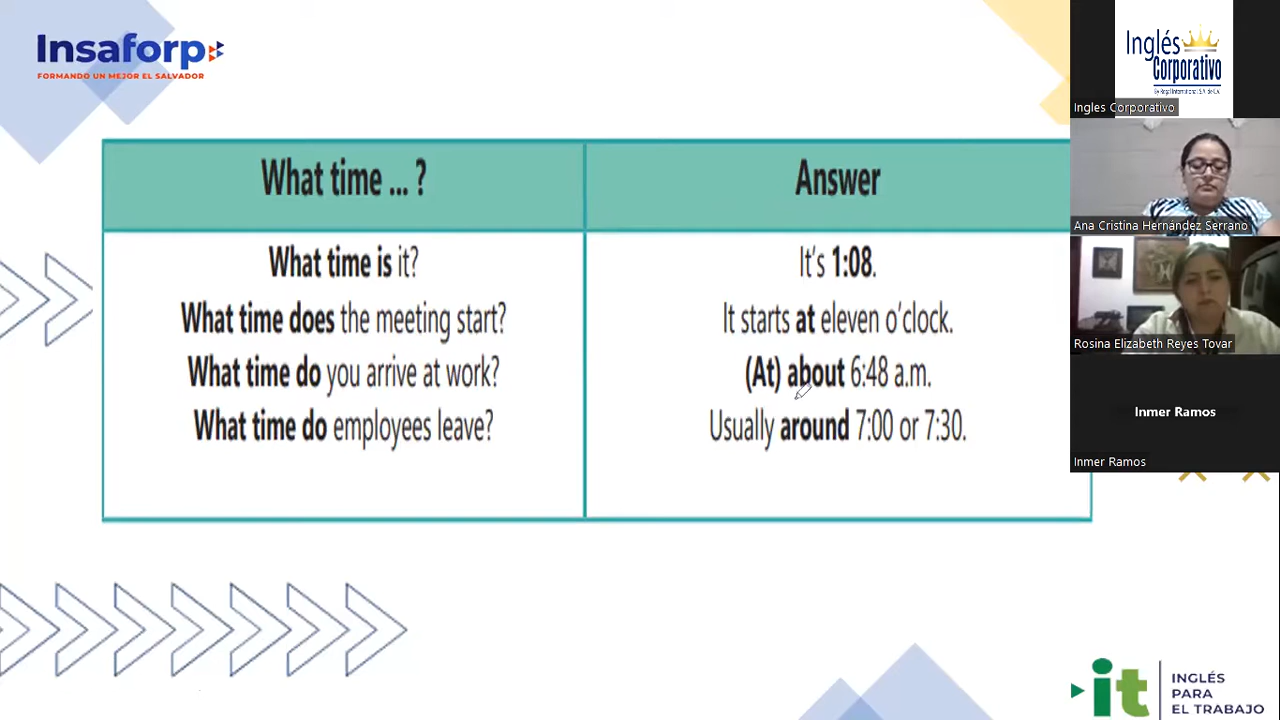 Insaforp
FORMANDO UN MEJOR EL SALVADOR
What time ... ?
Answer
What time is it?
It's 1:08.
What time does the meeting start?
It starts at eleven o'clock.
What time do you arrive at work?
(At) about 6:48 a.m.
What time do employees leave?
Usually around 7:00 or 7:30.
Inglés
Corporativo
Ingles Corporativo
Ana Cristina Hernández Serrano
Rosina Elizabeth Reyes Tovar
Inmer Ramos
Inmer Ramos
it
INGLÉS
PARA
EL TRABAJO